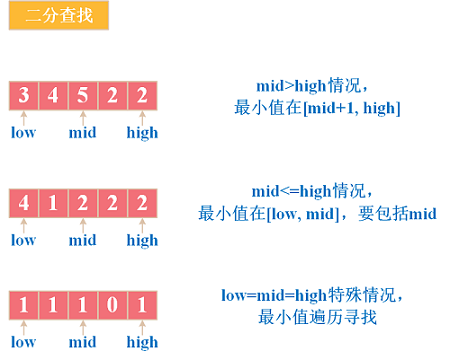 二分查找
3 4 5 2 2
low mid high
mid>high情况，
最小值在[mid+1, high]
4 1 2 2 2
low mid high
mid<=high情况，
最小值在[low, mid]，要包括mid
1 1 1 0 1
low mid high
low=mid=high特殊情况，
最小值遍历寻找